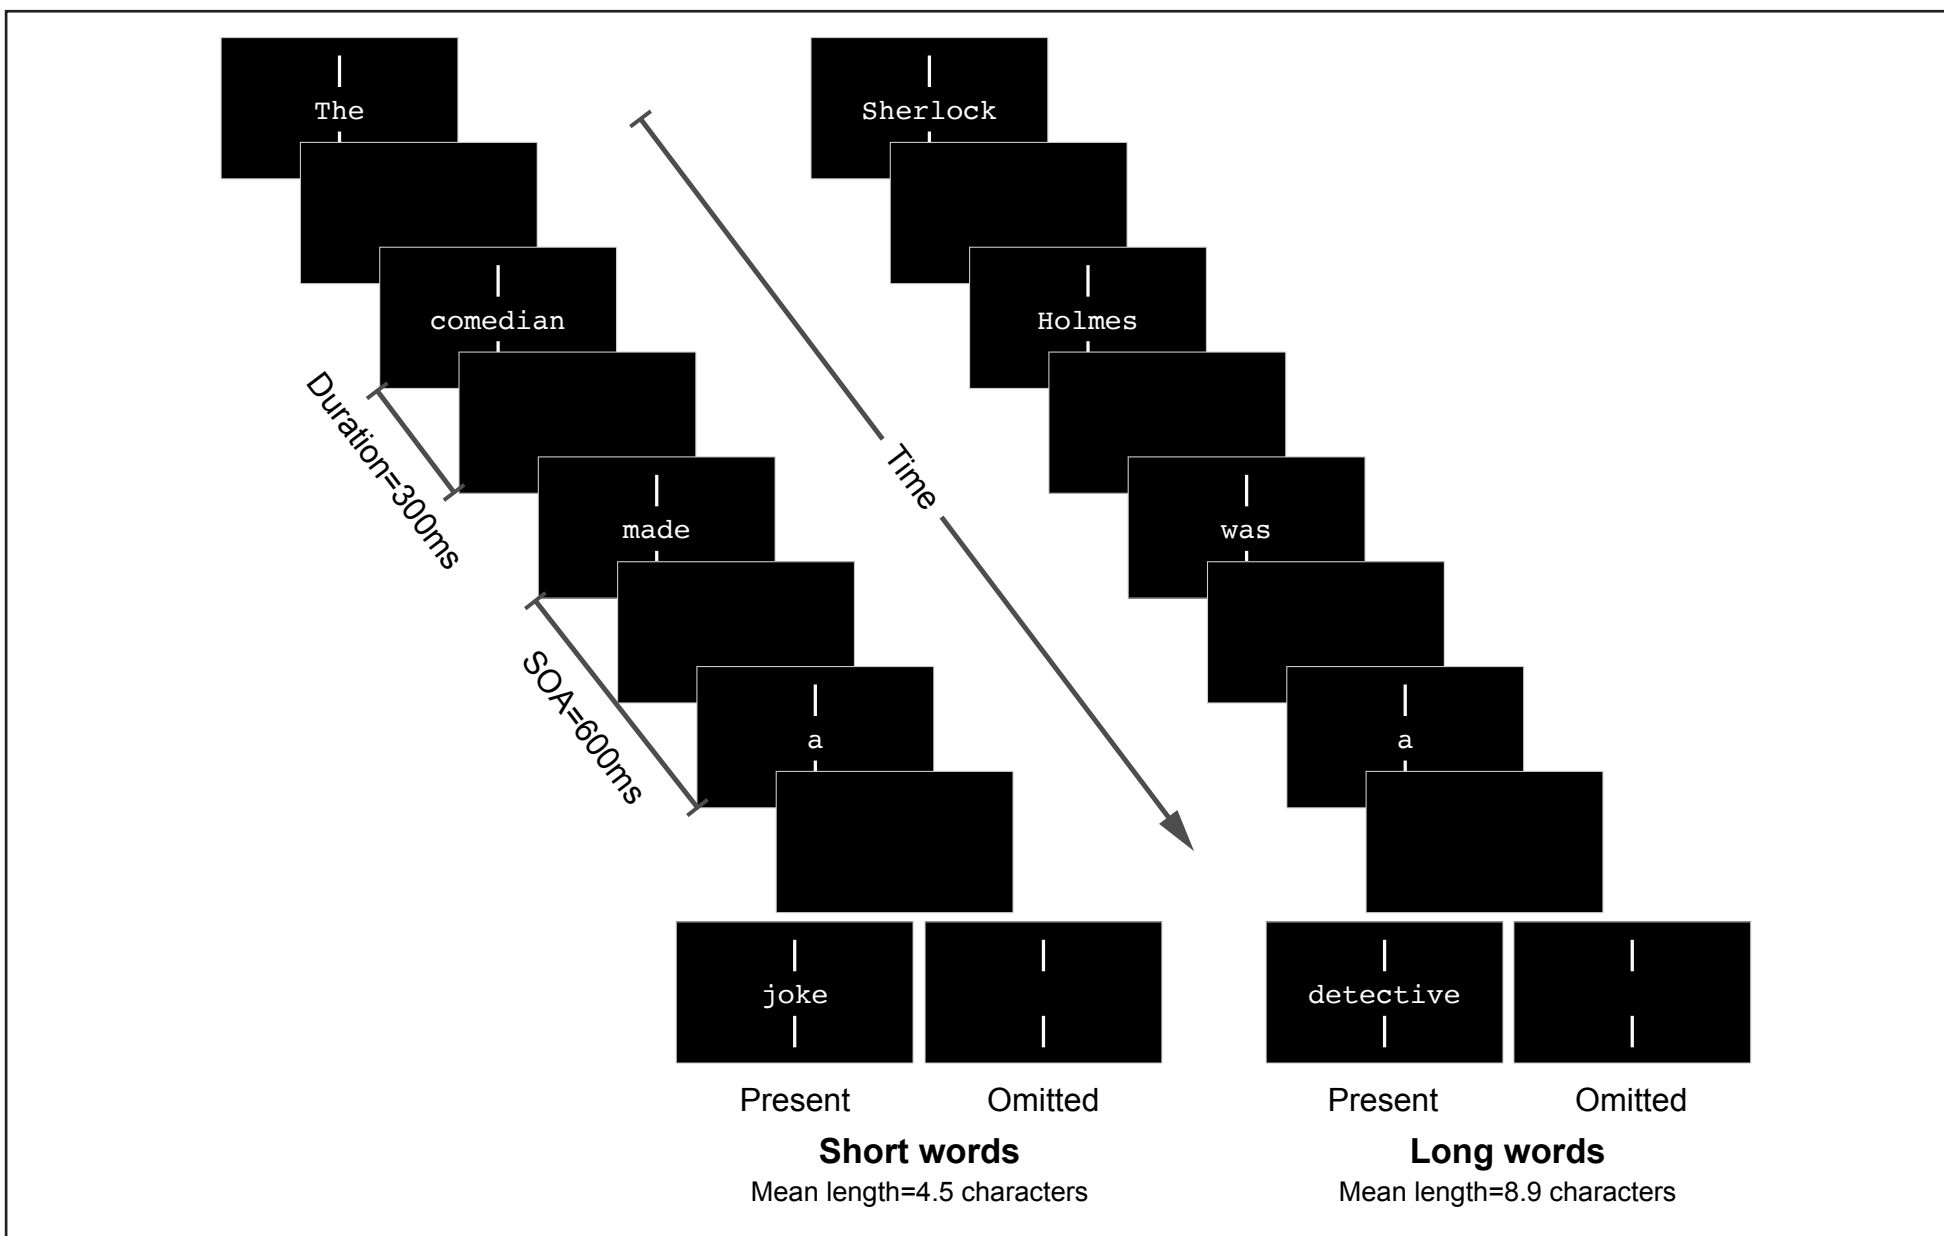 The
comedian
made
a
joke
Present
Omitted
Short words
Mean length=4.5 characters
Duration=300ms
SOA=600ms
Time
Sherlock
Holmes
was
a
detective
Present
Omitted
Long words
Mean length=8.9 characters